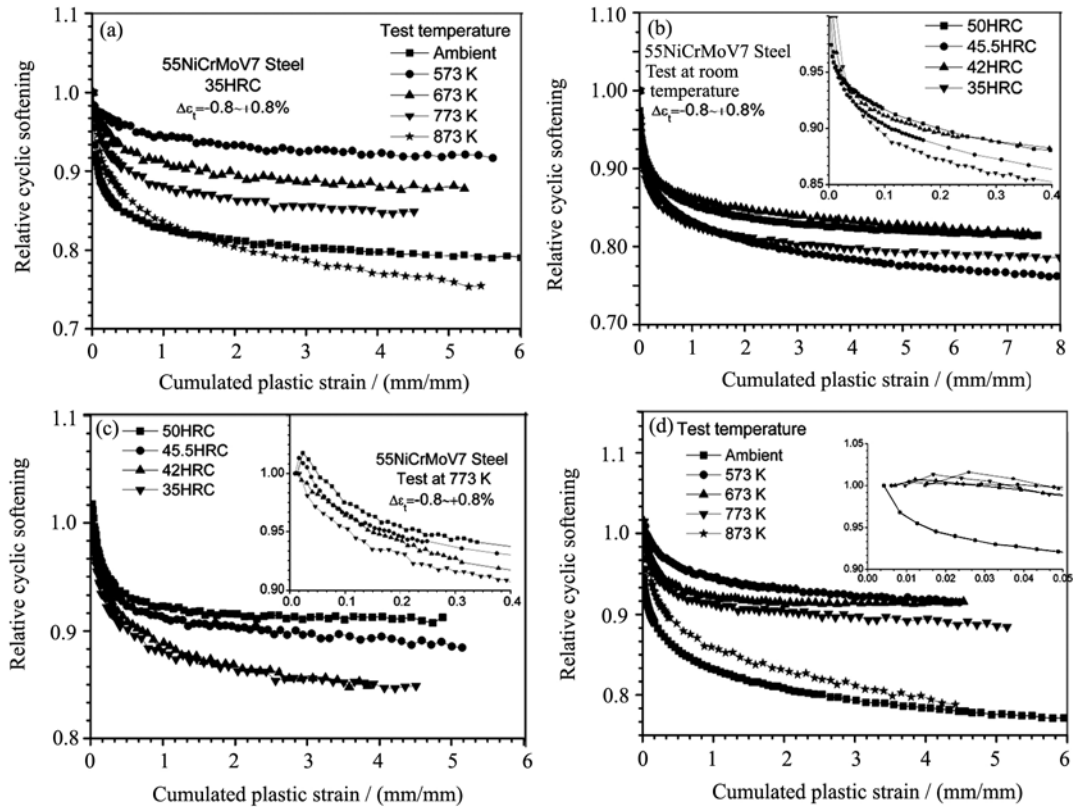 (a)
55NiCrMoV7 Steel
35HRC
Δεt=-0.8~+0.8%
Test temperature
Ambient
573 K
673 K
773 K
873 K
1.1
1.0
0.9
0.8
0.7
Relative cyclic softening
0 1 2 3 4 5 6
Cumulated plastic strain / (mm/mm)
(b)
55NiCrMoV7 Steel
Test at room
temperature
Δεt=-0.8~+0.8%
0.95
0.90
0.85
0.0 0.1 0.2 0.3 0.4
50HRC
45.5HRC
42HRC
35HRC
1.10
1.00
0.90
0.80
0.70
Relative cyclic softening
0 1 2 3 4 5 6 7 8
Cumulated plastic strain / (mm/mm)
(c)
50HRC
45.5HRC
42HRC
35HRC
1.05
1.00
0.95
0.90
0.0 0.1 0.2 0.3 0.4
55NiCrMoV7 Steel
Test at 773 K
Δεt=-0.8~+0.8%
1.1
1.0
0.9
0.8
Relative cyclic softening
0 1 2 3 4 5 6
Cumulated plastic strain / (mm/mm)
(d)
Test temperature
Ambient
573 K
673 K
773 K
873 K
1.05
1.00
0.95
0.90
0.00 0.01 0.02 0.03 0.04 0.05
1.1
1.0
0.9
0.8
Relative cyclic softening
0 1 2 3 4 5 6
Cumulated plastic strain / (mm/mm)